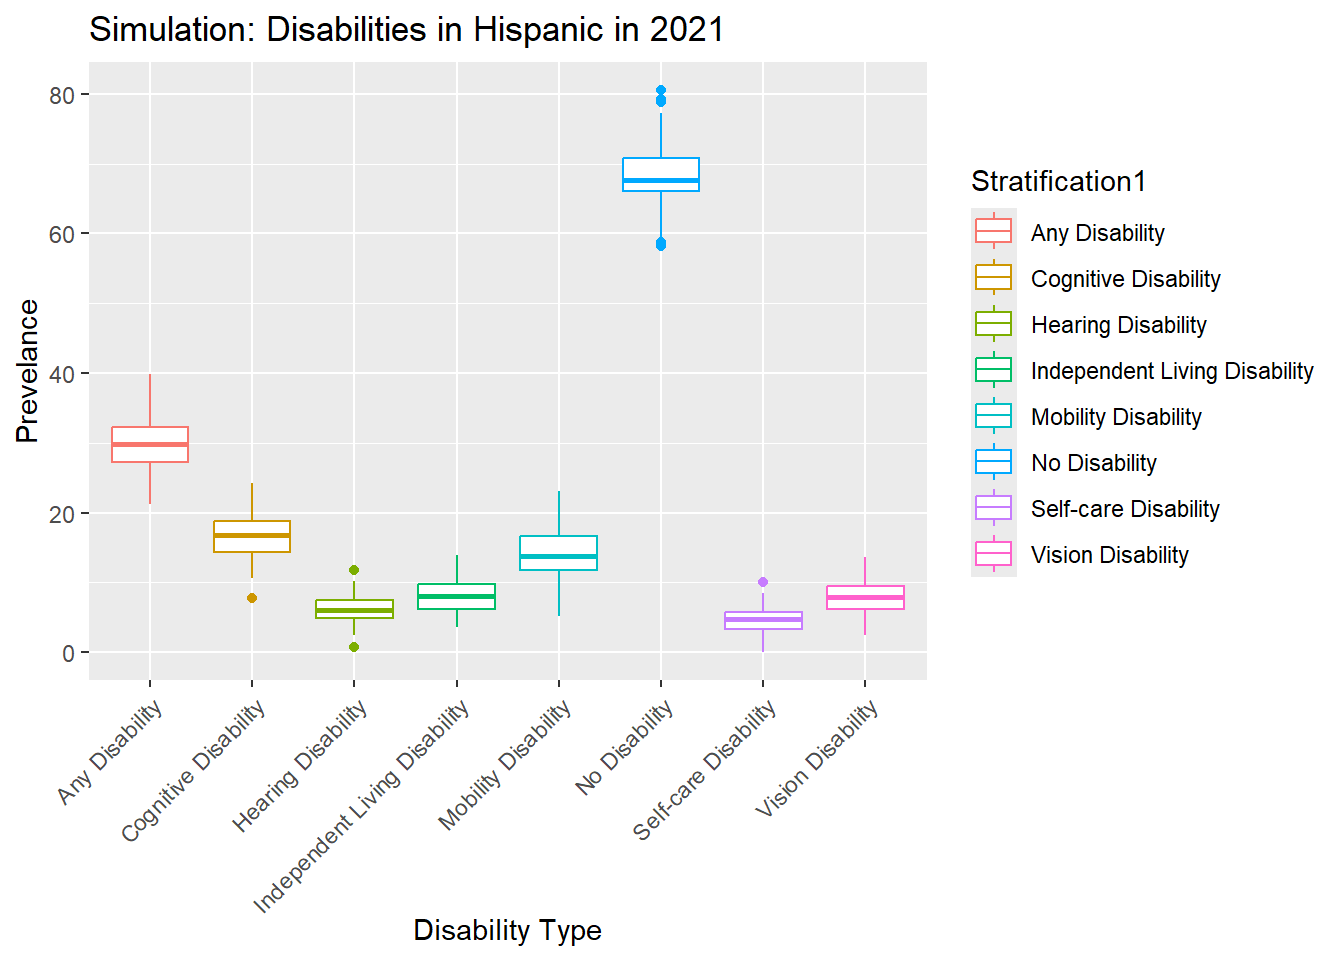 Simulation: Disabilities in Hispanic in 2021
Prevelance
80
60
40
20
0
Any Disability
Cognitive Disability
Hearing Disability
Independent Living Disability
Mobility Disability
No Disability
Self-care Disability
Vision Disability
Disability Type
Stratification1
Any Disability
Cognitive Disability
Hearing Disability
Independent Living Disability
Mobility Disability
No Disability
Self-care Disability
Vision Disability